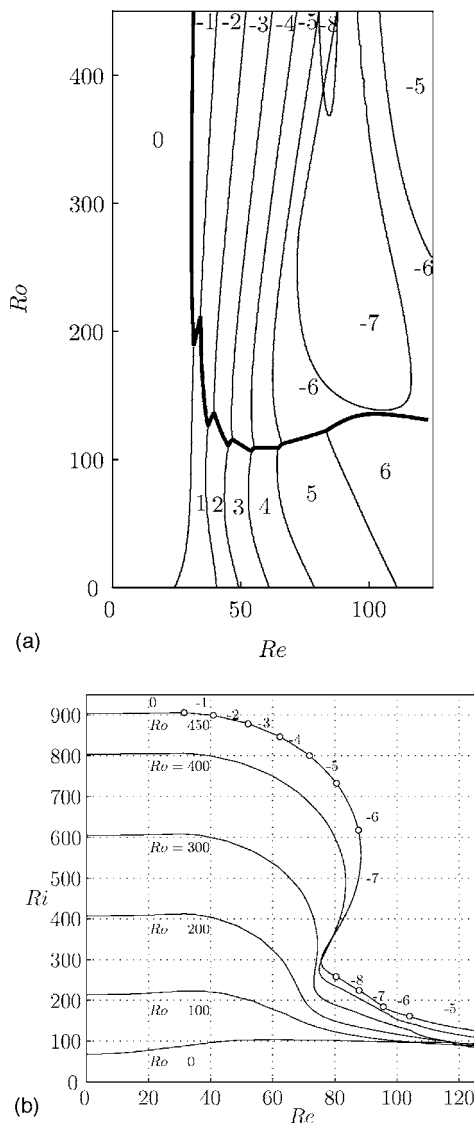 -1 -2 -3 -4 -5 -8
400
-5
0
300
-6
Ro
-7
200
-6
100
6
1 2 3 4 5
0
0 50 100
(a) Re
0 -1 -2
900
Ro 450 -3
-4
800
Ro = 400 -5
700
-6
600
Ro = 300
500
-7
Ri 400
Ro 200
300
-8
200 -7 -6
Ro 100 -5
100
Ro 0
0
0 20 40 60 80 100 120
(b) Re